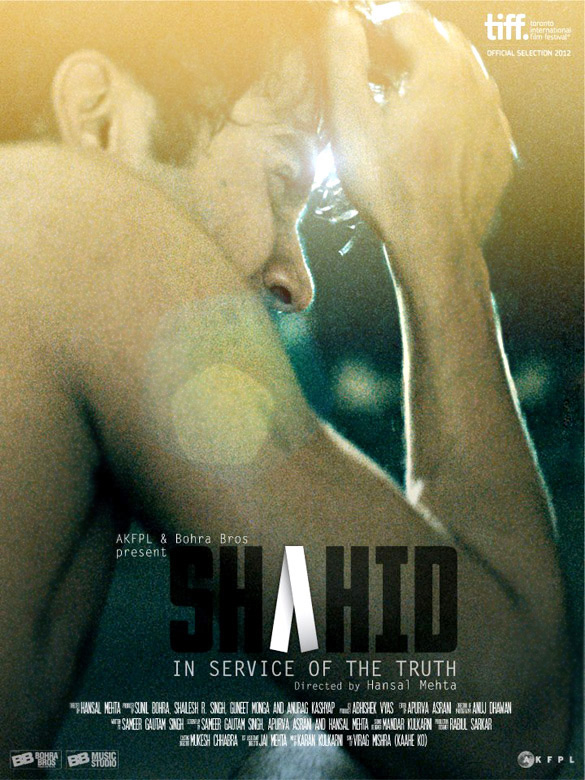 tiff. toronto international film festival®
OFFICIAL SELECTION 2012
AKFPL & Bohra Bros
present
SHAHID
IN SERVICE OF THE TRUTH
Directed by Hansal Mehta
HANSAL MEHTA SUNIL BOHRA, SHAILESH R. SINGH, GUNEET MONGA AND ANURAG KASHYAP ABHISHEK VYAS APURVA ASRANI ANUJ DHAWAN
SAMEER GAUTAM SINGH SAMEER GAUTAM SINGH, APURVA ASRANI AND HANSAL MEHTA MANDAR KULKARNI RABIUL SARKAR
MUKESH CHHABRA JAI MEHTA KARAN KULKARNI VIRAG MISHRA (KAAHE KO)
BB BOHRA BROS BB MUSIC STUDIO AKFPL